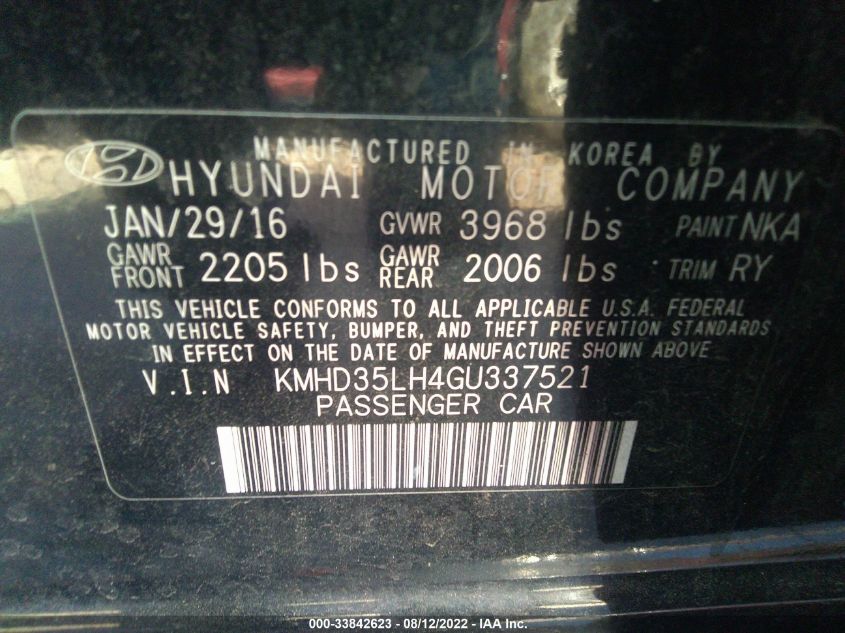 MANUFACTURED IN KOREA BY
HYUNDAI MOTOR COMPANY
JAN/29/16 GVWR 3968 lbs PAINT NKA
GAWR FRONT 2205 lbs GAWR REAR 2006 lbs TRIM RY
THIS VEHICLE CONFORMS TO ALL APPLICABLE U.S.A. FEDERAL
MOTOR VEHICLE SAFETY, BUMPER, AND THEFT PREVENTION STANDARDS
IN EFFECT ON THE DATE OF MANUFACTURE SHOWN ABOVE
V.I.N KMHD35LH4GU337521
PASSENGER CAR
000-33842623 - 08/12/2022 - IAA Inc.